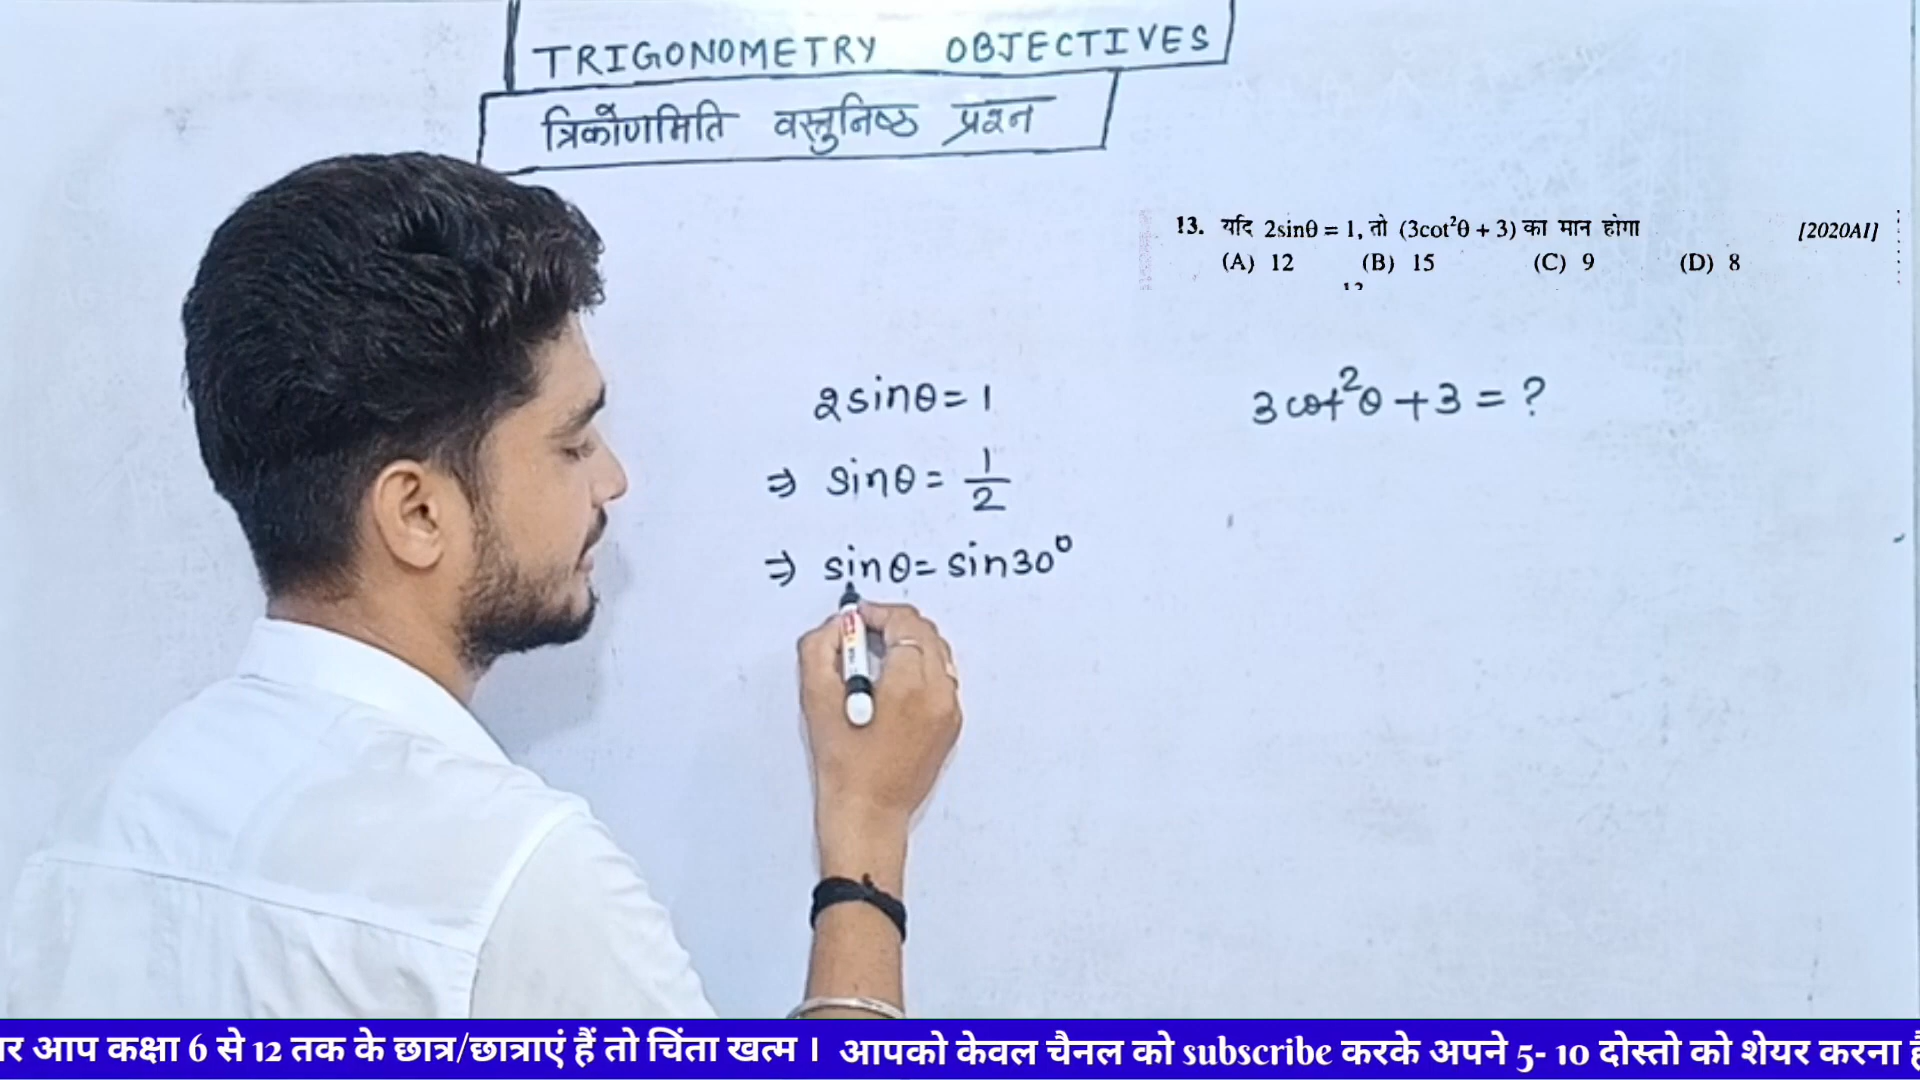 TRIGONOMETRY OBJECTIVES
त्रिकोणमिति वस्तुनिष्ठ प्रश्न
13. यदि 2sinθ = 1, तो (3cot²θ + 3) का मान होगा [2020AI]
(A) 12 (B) 15 (C) 9 (D) 8
2sinθ = 1
3cot²θ + 3 = ?
⇒ sinθ = 1/2
⇒ sinθ = sin30°
आप कक्षा 6 से 12 तक के छात्र/छात्राएं हैं तो चिंता खत्म । आपको केवल चैनल को subscribe करके अपने 5- 10 दोस्तो को शेयर करना